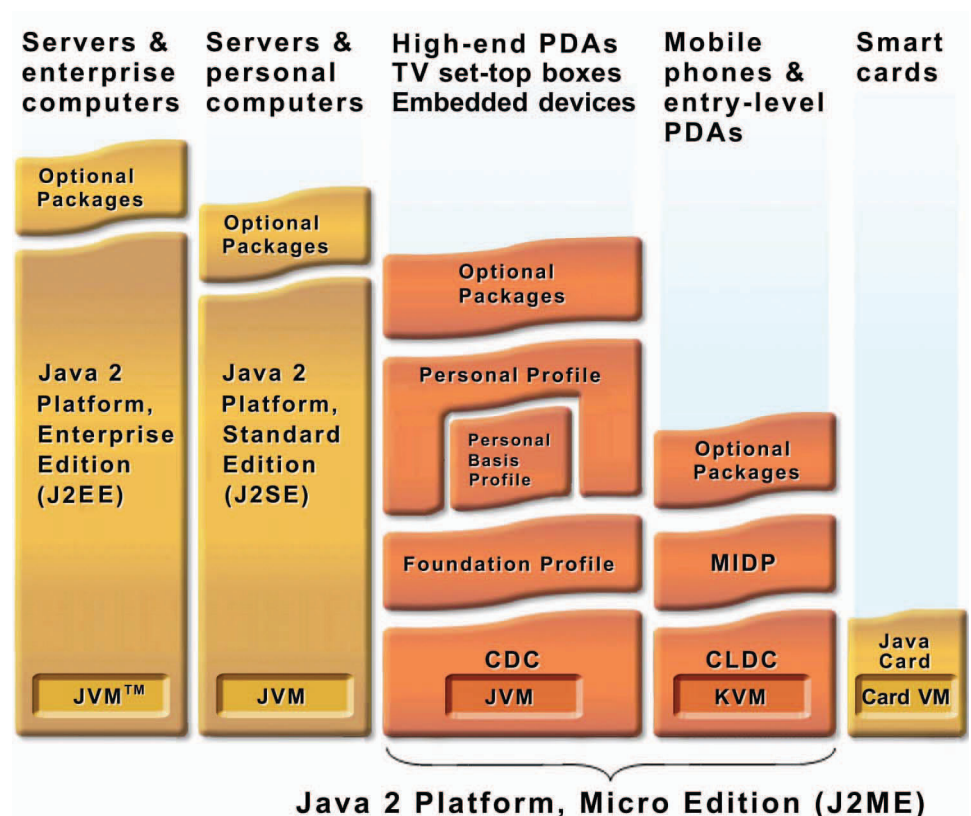 Servers &
enterprise
computers
Servers &
personal
computers
High-end PDAs
TV set-top boxes
Embedded devices
Mobile
phones &
entry-level
PDAs
Smart
cards
Optional
Packages
Java 2
Platform,
Enterprise
Edition
(J2EE)
JVM™
Optional
Packages
Java 2
Platform,
Standard
Edition
(J2SE)
JVM
Optional
Packages
Personal Profile
Personal
Basis
Profile
Foundation Profile
CDC
JVM
Optional
Packages
MIDP
CLDC
KVM
Java
Card
Card VM
Java 2 Platform, Micro Edition (J2ME)